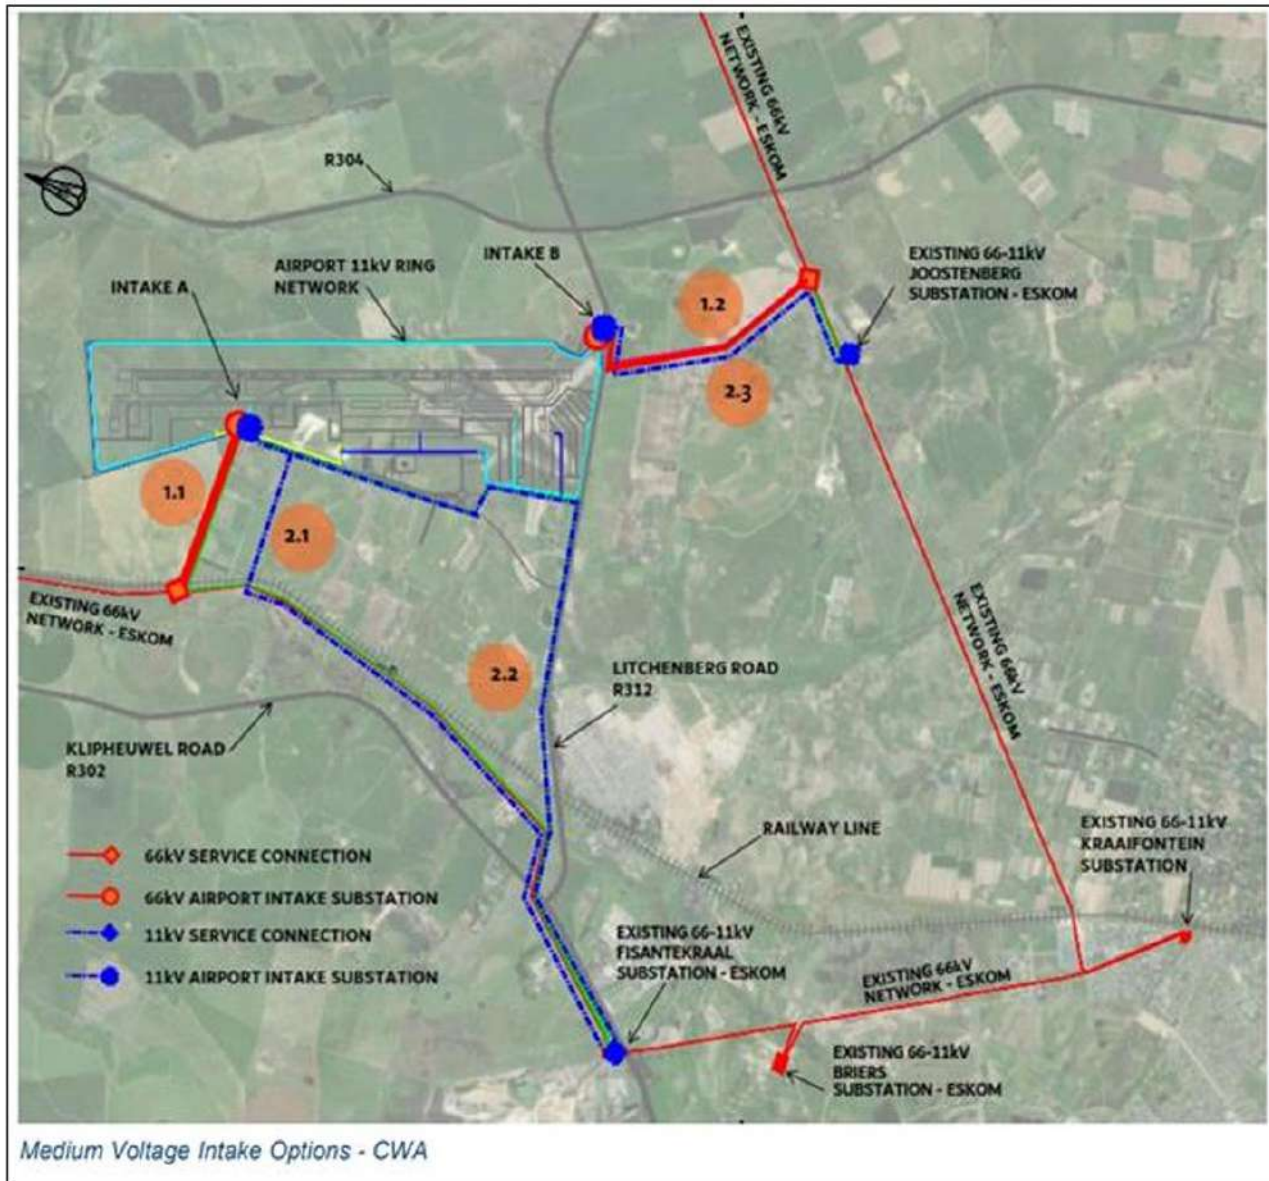 EXISTING 66kV
NETWORK - ESKOM
R304
INTAKE B
AIRPORT 11kV RING
NETWORK
INTAKE A
EXISTING 66-11kV
JOOSTENBERG
SUBSTATION - ESKOM
1.2
2.3
1.1
2.1
EXISTING 66kV
NETWORK - ESKOM
EXISTING 66kV
NETWORK - ESKOM
2.2
LITCHENBERG ROAD
R312
KLIPHEUWEL ROAD
R302
RAILWAY LINE
EXISTING 66-11kV
KRAAIFONTEIN
SUBSTATION
66kV SERVICE CONNECTION
66kV AIRPORT INTAKE SUBSTATION
11kV SERVICE CONNECTION
11kV AIRPORT INTAKE SUBSTATION
EXISTING 66-11kV
FISANTEKRAAL
SUBSTATION - ESKOM
EXISTING 66kV
NETWORK - ESKOM
EXISTING 66-11kV
BRIERS
SUBSTATION - ESKOM
Medium Voltage Intake Options - CWA